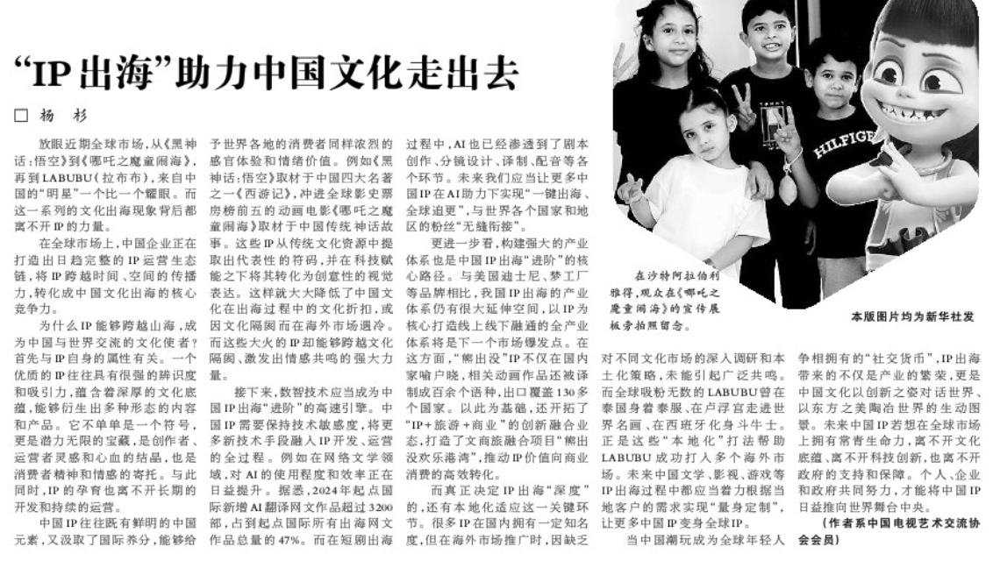 “IP出海”助力中国文化走出去
□ 杨 杉
放眼近期全球市场,从《黑神
话:悟空》到《哪吒之魔童闹海》,
再到LABUBU(拉布布),来自中
国的“明星”一个比一个耀眼。而
这一系列的文化出海现象背后都
离不开IP的力量。
在全球市场上,中国企业正在
打造出日趋完整的IP运营生态
链,将IP跨越时间、空间的传播
力,转化成中国文化出海的核心
竞争力。
为什么IP能够跨越山海,成
为中国与世界交流的文化使者?
首先与IP自身的属性有关。一个
优质的IP往往具有很强的辨识度
和吸引力,蕴含着深厚的文化底
蕴,能够衍生出多种形态的内容
和产品。它不单单是一个符号,
更是潜力无限的宝藏,是创作者、
运营者灵感和心血的结晶,也是
消费者精神和情感的寄托。与此
同时,IP的孕育也离不开长期的
开发和持续的运营。
中国IP往往既有鲜明的中国
元素,又汲取了国际养分,能够给
予世界各地的消费者同样浓烈的
感官体验和情绪价值。例如《黑
神话:悟空》取材于中国四大名著
之一《西游记》,冲进全球影史票
房榜前五的动画电影《哪吒之魔
童闹海》取材于中国传统神话故
事。这些IP从传统文化资源中提
取出代表性的符码,并在科技赋
能之下将其转化为创意性的视觉
表达。这样就大大降低了中国文
化在出海过程中的文化折扣,或
因文化隔阂而在海外市场遇冷。
而这些大火的IP却能够跨越文化
隔阂、激发出情感共鸣的强大力
量。
接下来,数智技术应当成为中
国IP出海“进阶”的高速引擎。中
国IP需要保持技术敏感度,将更
多新技术手段融入IP开发、运营
的全过程。例如在网络文学领
域,对AI的使用程度和效率正在
日益提升。据悉,2024年起点国
际新增AI翻译网文作品超过3200
部,占到起点国际所有出海网文
作品总量的47%。而在短剧出海
过程中,AI也已经渗透到了剧本
创作、分镜设计、译制、配音等各
个环节。未来我们应当让更多中
国IP在AI助力下实现“一键出海、
全球追更”,与世界各个国家和地
区的粉丝“无缝衔接”。
更进一步看,构建强大的产业
体系也是中国IP出海“进阶”的核
心路径。与美国迪士尼、梦工厂
等品牌相比,我国IP出海的产业
体系仍有很大延伸空间,以IP为
核心打造线上线下融通的全产业
体系将是下一个市场爆发点。在
这方面,“熊出没”IP不仅在国内
家喻户晓,相关动画作品还被译
制成百余个语种,出口覆盖130多
个国家。以此为基础,还开拓了
“IP+旅游+商业”的创新融合业
态,打造了文商旅融合项目“熊出
没欢乐港湾”,推动IP价值向商业
消费的高效转化。
而真正决定IP出海“深度”
的,还有本地化适应这一关键环
节。很多IP在国内拥有一定知名
度,但在海外市场推广时,因缺乏
HILFIGER
在沙特阿拉伯利
雅得,观众在《哪吒之
魔童闹海》的宣传展
板旁拍照留念。
本版图片均为新华社发
对不同文化市场的深入调研和本
土化策略,未能引起广泛共鸣。
而全球吸粉无数的LABUBU曾在
泰国身着泰服、在卢浮宫走进世
界名画、在西班牙化身斗牛士。
正是这些“本地化”打法帮助
LABUBU成功打入多个海外市
场。未来中国文学、影视、游戏等
IP出海过程中都应当着力根据当
地客户的需求实现“量身定制”,
让更多中国IP变身全球IP。
当中国潮玩成为全球年轻人
争相拥有的“社交货币”,IP出海
带来的不仅是产业的繁荣,更是
中国文化以创新之姿对话世界、
以东方之美陶冶世界的生动图
景。未来中国IP若想在全球市场
上拥有常青生命力,离不开文化
底蕴、离不开科技创新,也离不开
政府的支持和保障。个人、企业
和政府共同努力,才能将中国IP
日益推向世界舞台中央。
(作者系中国电视艺术交流协
会会员)